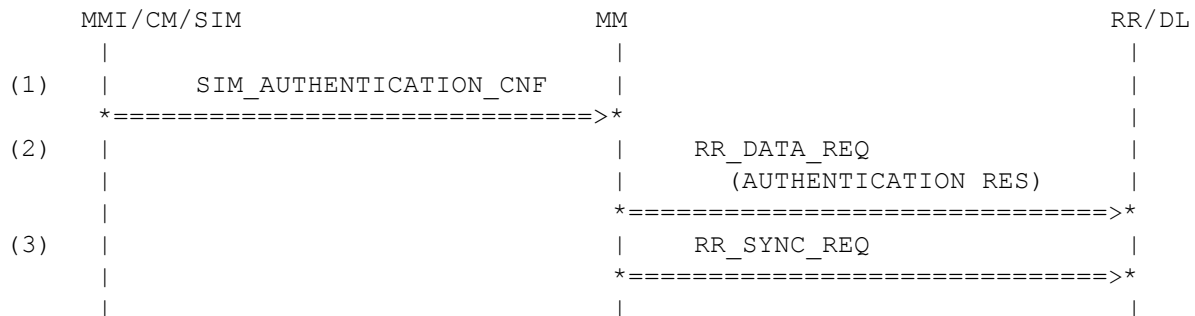 MMI/CM/SIM MM RR/DL
| | |
(1) | SIM_AUTHENTICATION_CNF | |
*==============================>* |
(2) | | RR_DATA_REQ |
| | (AUTHENTICATION RES) |
| *==============================>*
(3) | | RR_SYNC_REQ |
| *==============================>*
| | |